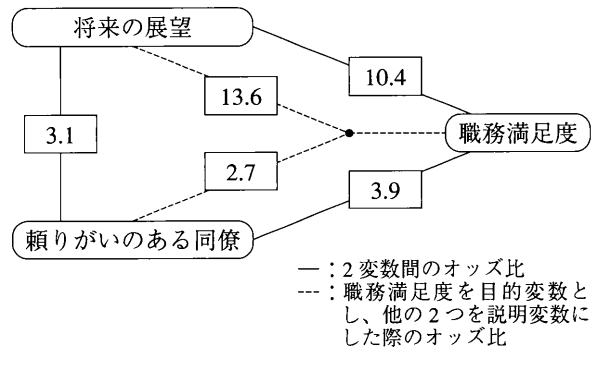 将来の展望
10.4
13.6
3.1
職務満足度
2.7
3.9
頼りがいのある同僚
— : 2変数間のオッズ比
---- : 職務満足度を目的変数と
し、他の2つを説明変数に
した際のオッズ比